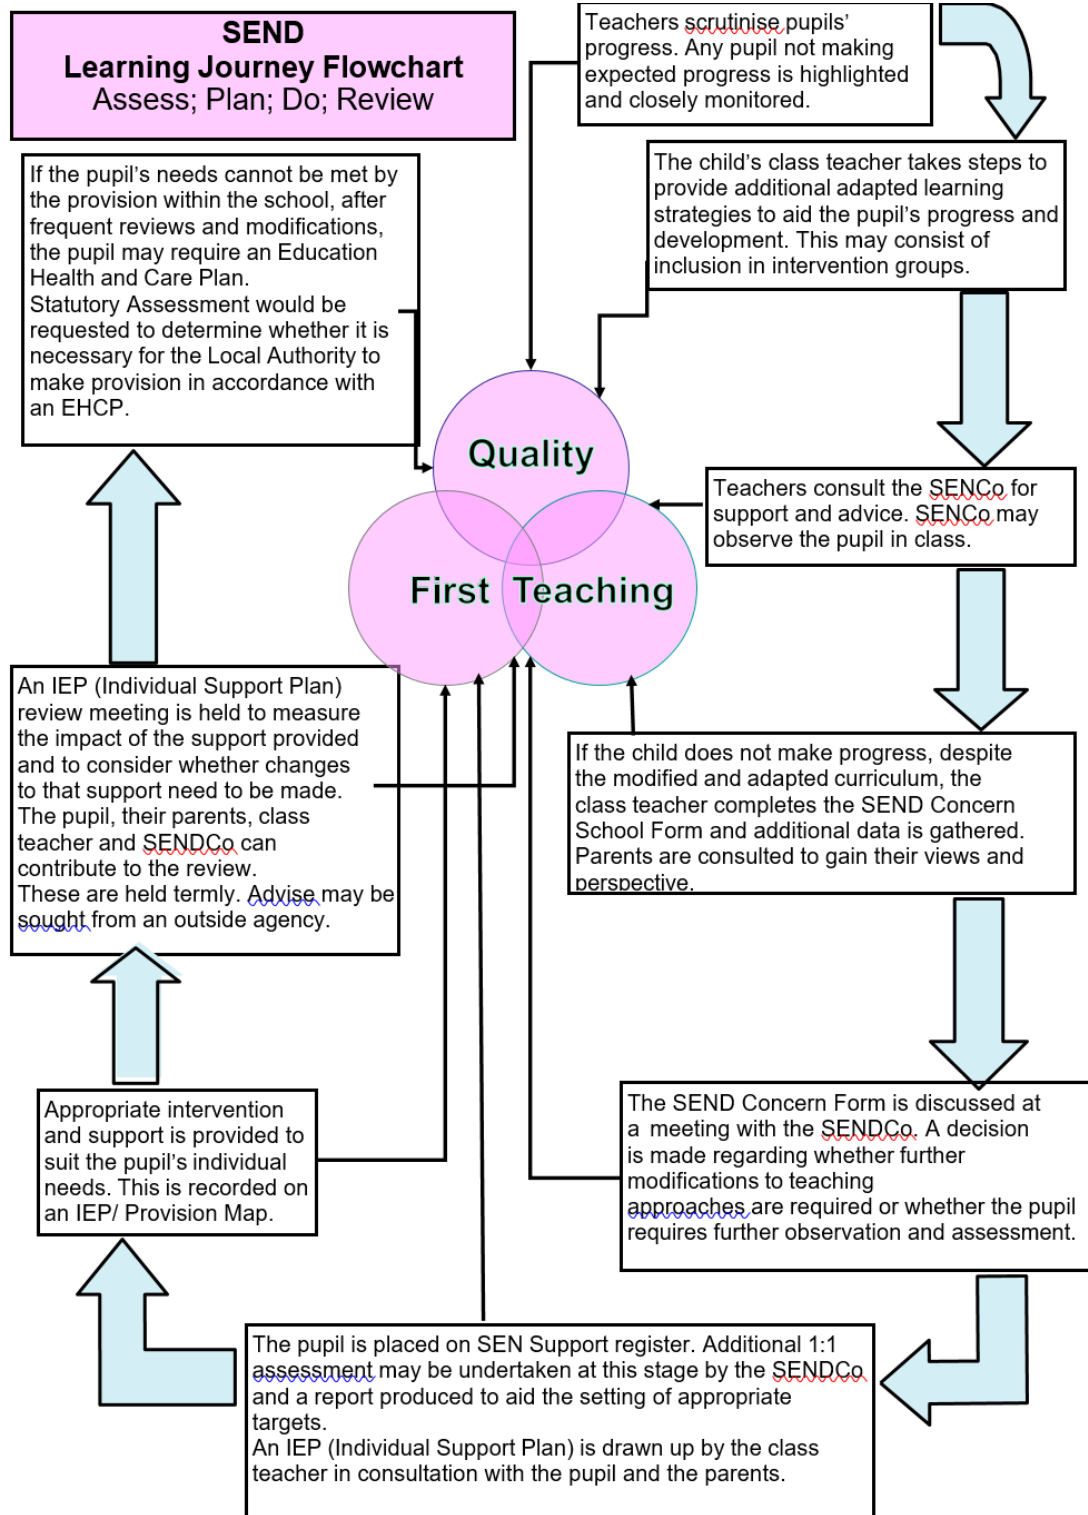 SEND
Learning Journey Flowchart
Assess; Plan; Do; Review
Teachers scrutinise pupils’
progress. Any pupil not making
expected progress is highlighted
and closely monitored.
The child’s class teacher takes steps to
provide additional adapted learning
strategies to aid the pupil’s progress and
development. This may consist of
inclusion in intervention groups.
Teachers consult the SENCo for
support and advice. SENCo may
observe the pupil in class.
If the child does not make progress, despite
the modified and adapted curriculum, the
class teacher completes the SEND Concern
School Form and additional data is gathered.
Parents are consulted to gain their views and
perspective.
The SEND Concern Form is discussed at
a meeting with the SENDCo. A decision
is made regarding whether further
modifications to teaching
approaches are required or whether the pupil
requires further observation and assessment.
The pupil is placed on SEN Support register. Additional 1:1
assessment may be undertaken at this stage by the SENDCo
and a report produced to aid the setting of appropriate
targets.
An IEP (Individual Support Plan) is drawn up by the class
teacher in consultation with the pupil and the parents.
Appropriate intervention
and support is provided to
suit the pupil’s individual
needs. This is recorded on
an IEP/ Provision Map.
An IEP (Individual Support Plan)
review meeting is held to measure
the impact of the support provided
and to consider whether changes
to that support need to be made.
The pupil, their parents, class
teacher and SENDCo can
contribute to the review.
These are held termly. Advise may be
sought from an outside agency.
If the pupil’s needs cannot be met by
the provision within the school, after
frequent reviews and modifications,
the pupil may require an Education
Health and Care Plan.
Statutory Assessment would be
requested to determine whether it is
necessary for the Local Authority to
make provision in accordance with
an EHCP.
Quality
First Teaching